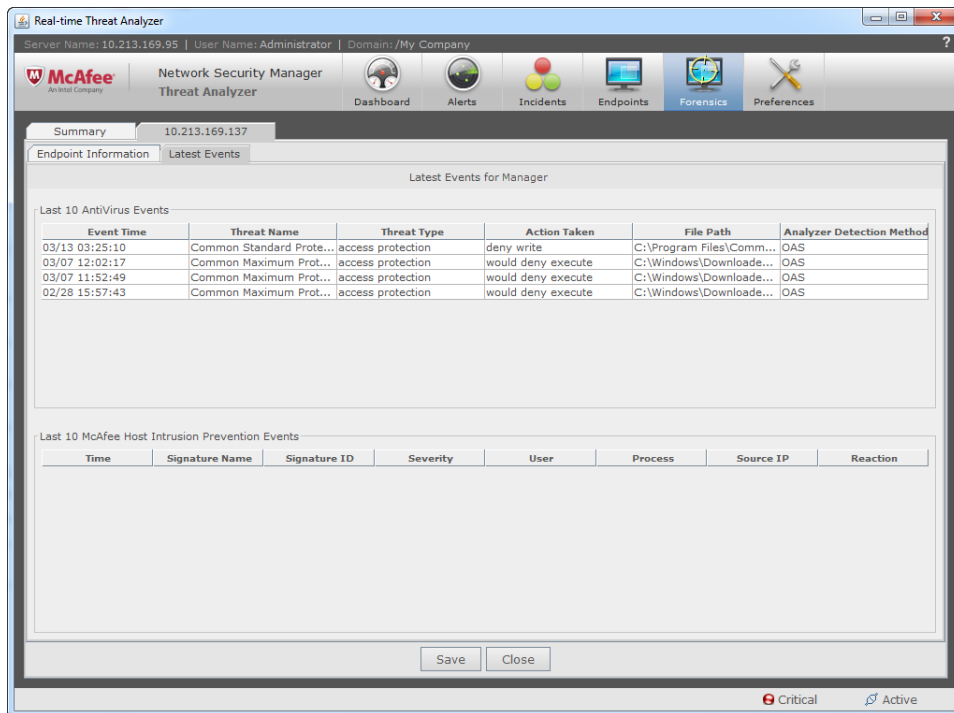 Real-time Threat Analyzer
Server Name: 10.213.169.95 | User Name: Administrator | Domain: /My Company ?
McAfee
An Intel Company
Network Security Manager
Threat Analyzer
Dashboard Alerts Incidents Endpoints Forensics Preferences
Summary 10.213.169.137
Endpoint Information Latest Events
Latest Events for Manager
Last 10 AntiVirus Events
Event Time Threat Name Threat Type Action Taken File Path Analyzer Detection Method
03/13 03:25:10 Common Standard Prote... access protection deny write C:\Program Files\Comm... OAS
03/07 12:02:17 Common Maximum Prot... access protection would deny execute C:\Windows\Downloade... OAS
03/07 11:52:49 Common Maximum Prot... access protection would deny execute C:\Windows\Downloade... OAS
02/28 15:57:43 Common Maximum Prot... access protection would deny execute C:\Windows\Downloade... OAS
Last 10 McAfee Host Intrusion Prevention Events
Time Signature Name Signature ID Severity User Process Source IP Reaction
Save Close
Critical Active